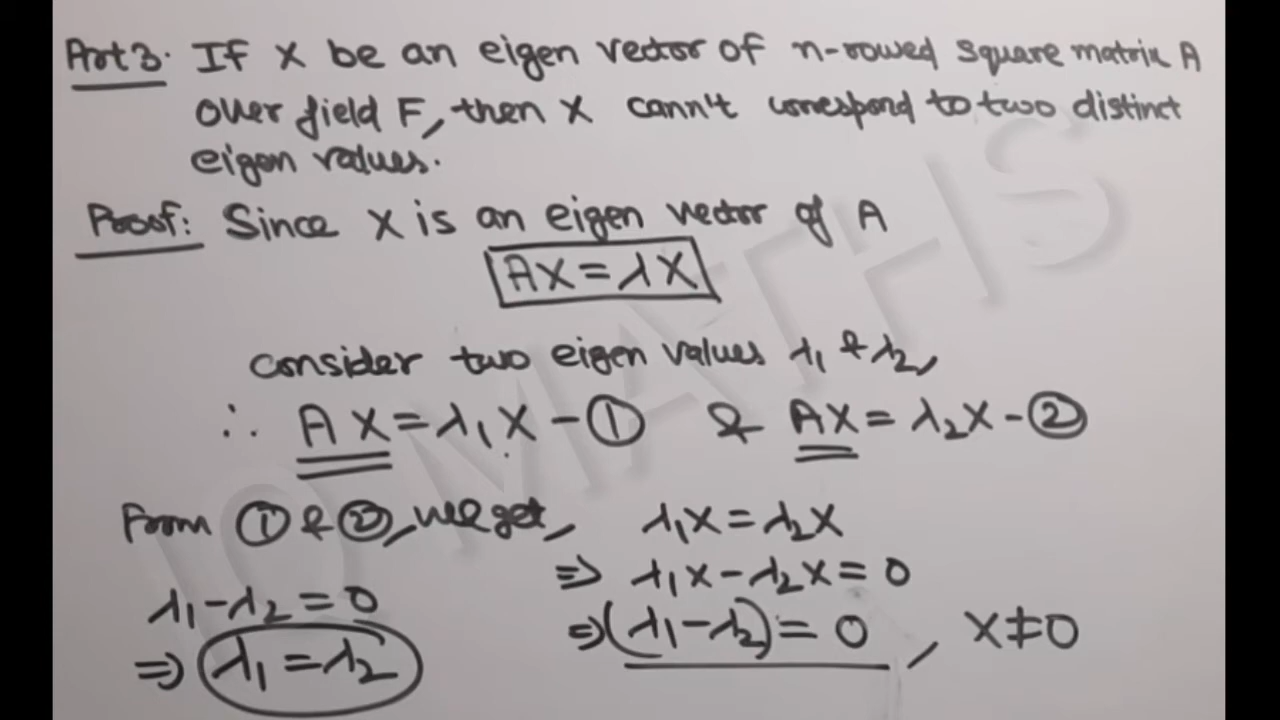 Art 3. If X be an eigen vector of n-rowed square matrix A
over field F, then X cann't correspond to two distinct
eigen values.
Proof: Since X is an eigen vector of A
AX = λX
consider two eigen values λ₁ & λ₂,
∴ AX = λ₁X - ① & AX = λ₂X - ②
From ① & ②, we get, λ₁X = λ₂X
⇒ λ₁X - λ₂X = 0
λ₁ - λ₂ = 0 ⇒ (λ₁ - λ₂) = 0, X ≠ 0
⇒ λ₁ = λ₂
MATHS